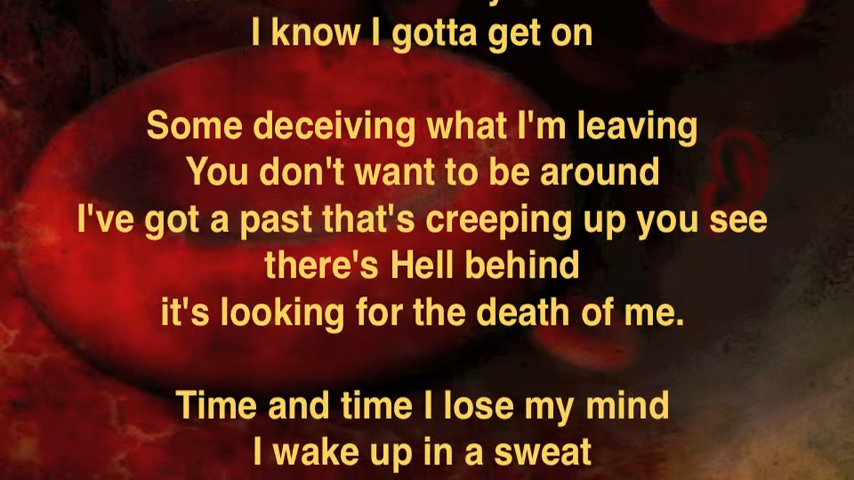 I know I gotta get on
Some deceiving what I'm leaving
You don't want to be around
I've got a past that's creeping up you see
there's Hell behind
it's looking for the death of me.
Time and time I lose my mind
I wake up in a sweat